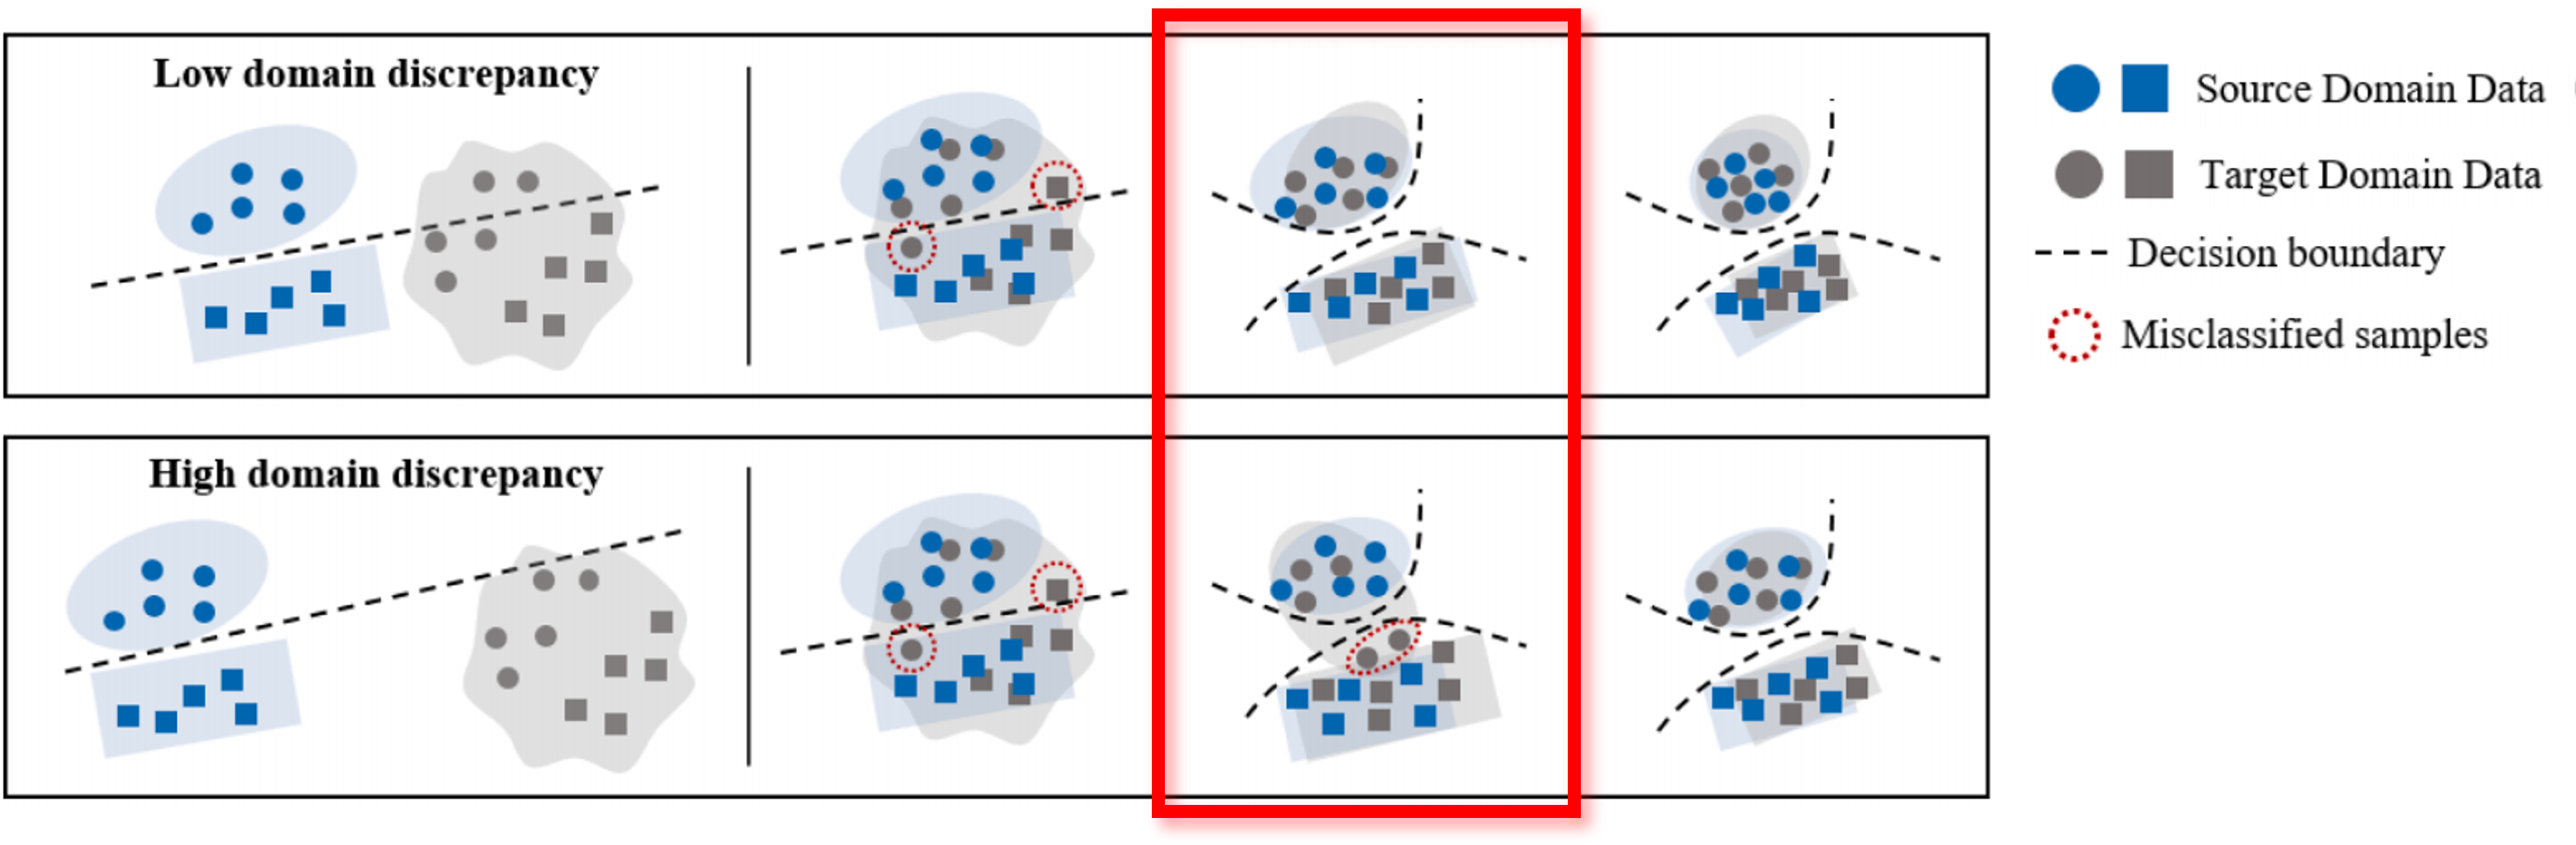 Low domain discrepancy
High domain discrepancy
Source Domain Data
Target Domain Data
Decision boundary
Misclassified samples